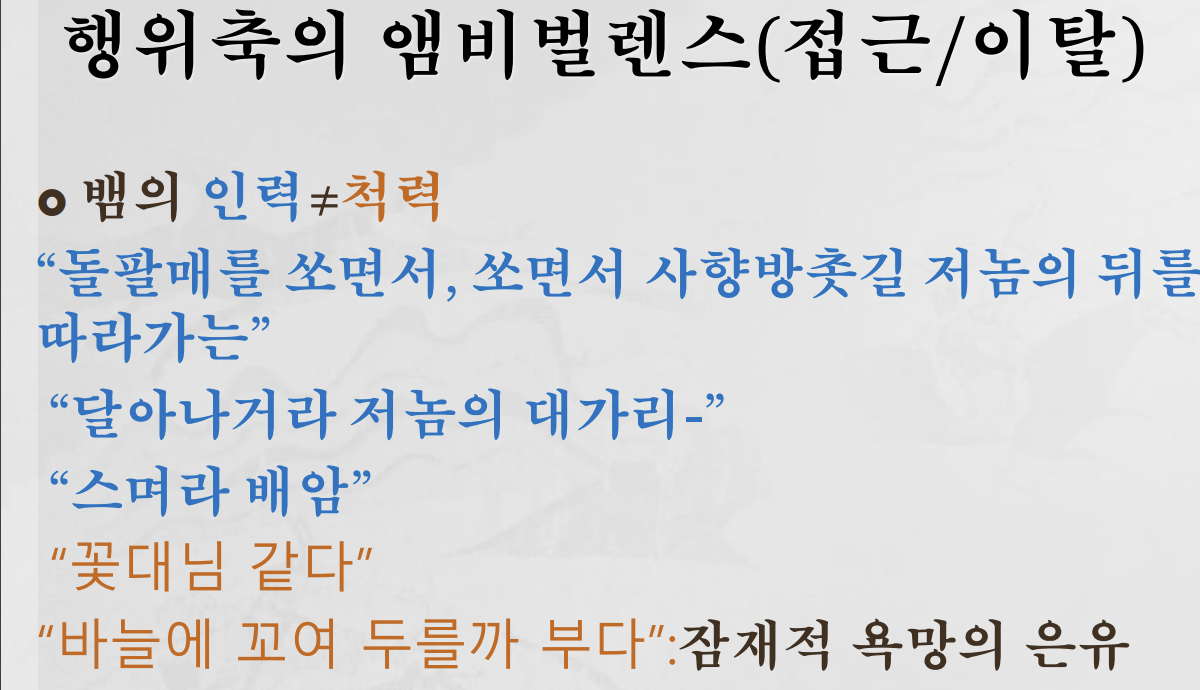 행위축의 앰비벌렌스(접근/이탈)
o 뱀의 인력≠척력
“돌팔매를 쏘면서, 쏘면서 사향방촛길 저놈의 뒤를
따라가는”
“달아나거라 저놈의 대가리-”
“스며라 배암”
“꽃대님 같다”
“바늘에 꼬여 두를까 부다”:잠재적 욕망의 은유